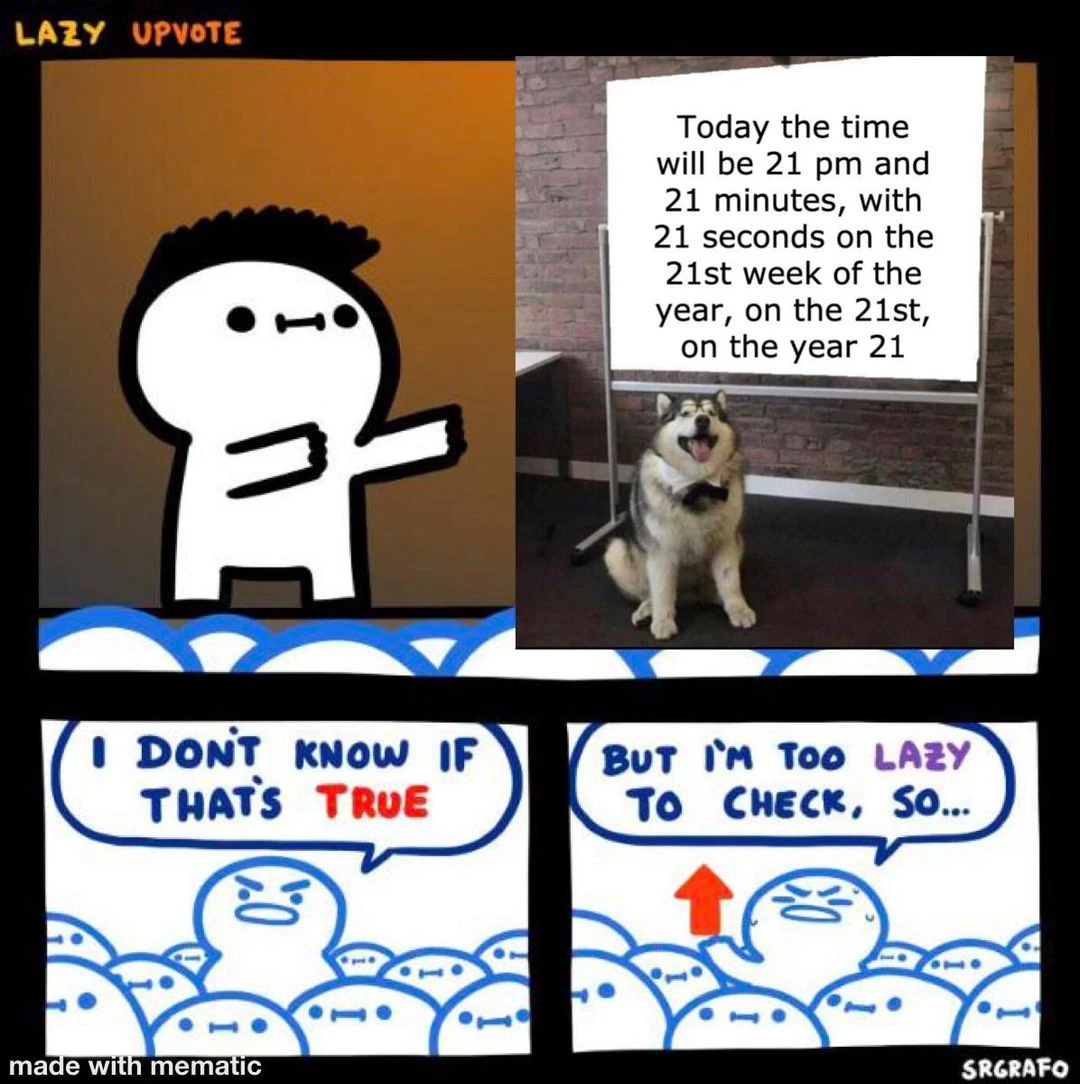 LAZY UPVOTE
Today the time
will be 21 pm and
21 minutes, with
21 seconds on the
21st week of the
year, on the 21st,
on the year 21
I DON'T KNOW IF
THAT'S TRUE
BUT I'M TOO LAZY
TO CHECK, SO...
made with mematic
SRGRAFO